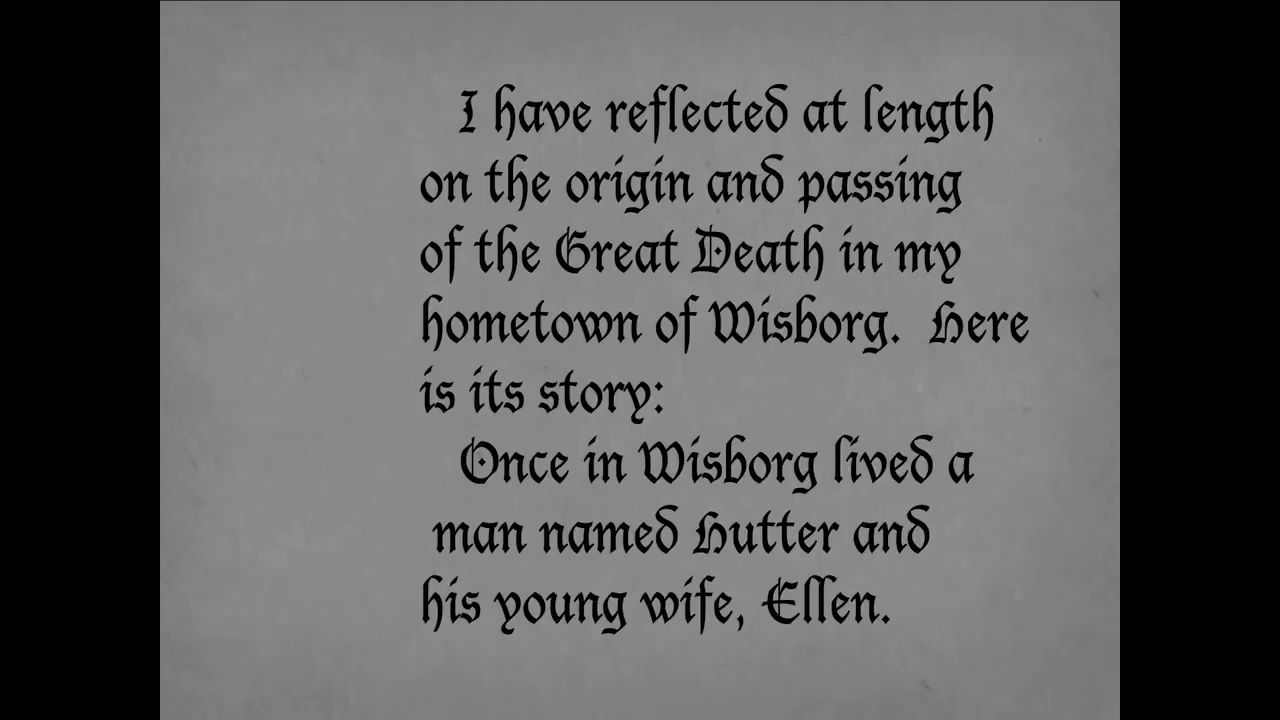 I have reflected at length
on the origin and passing
of the Great Death in my
hometown of Wisborg. Here
is its story:
Once in Wisborg lived a
man named Hutter and
his young wife, Ellen.